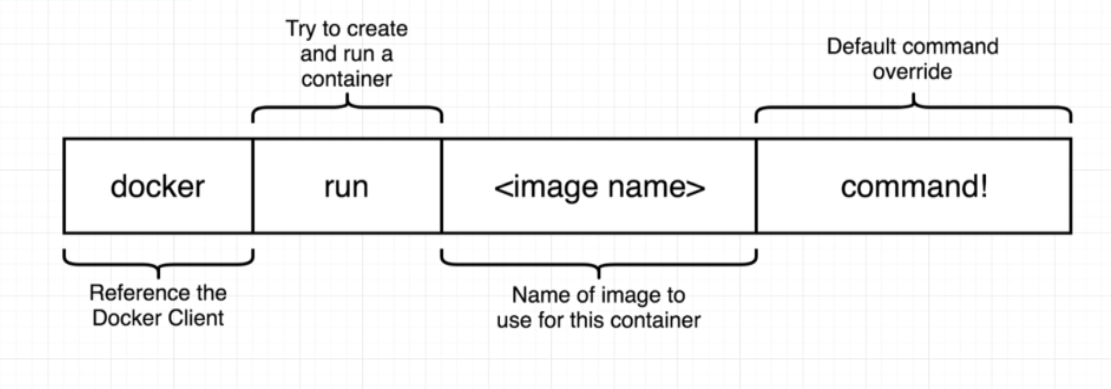 Try to create
and run a
container
Default command
override
docker
run
<image name>
command!
Reference the
Docker Client
Name of image to
use for this container